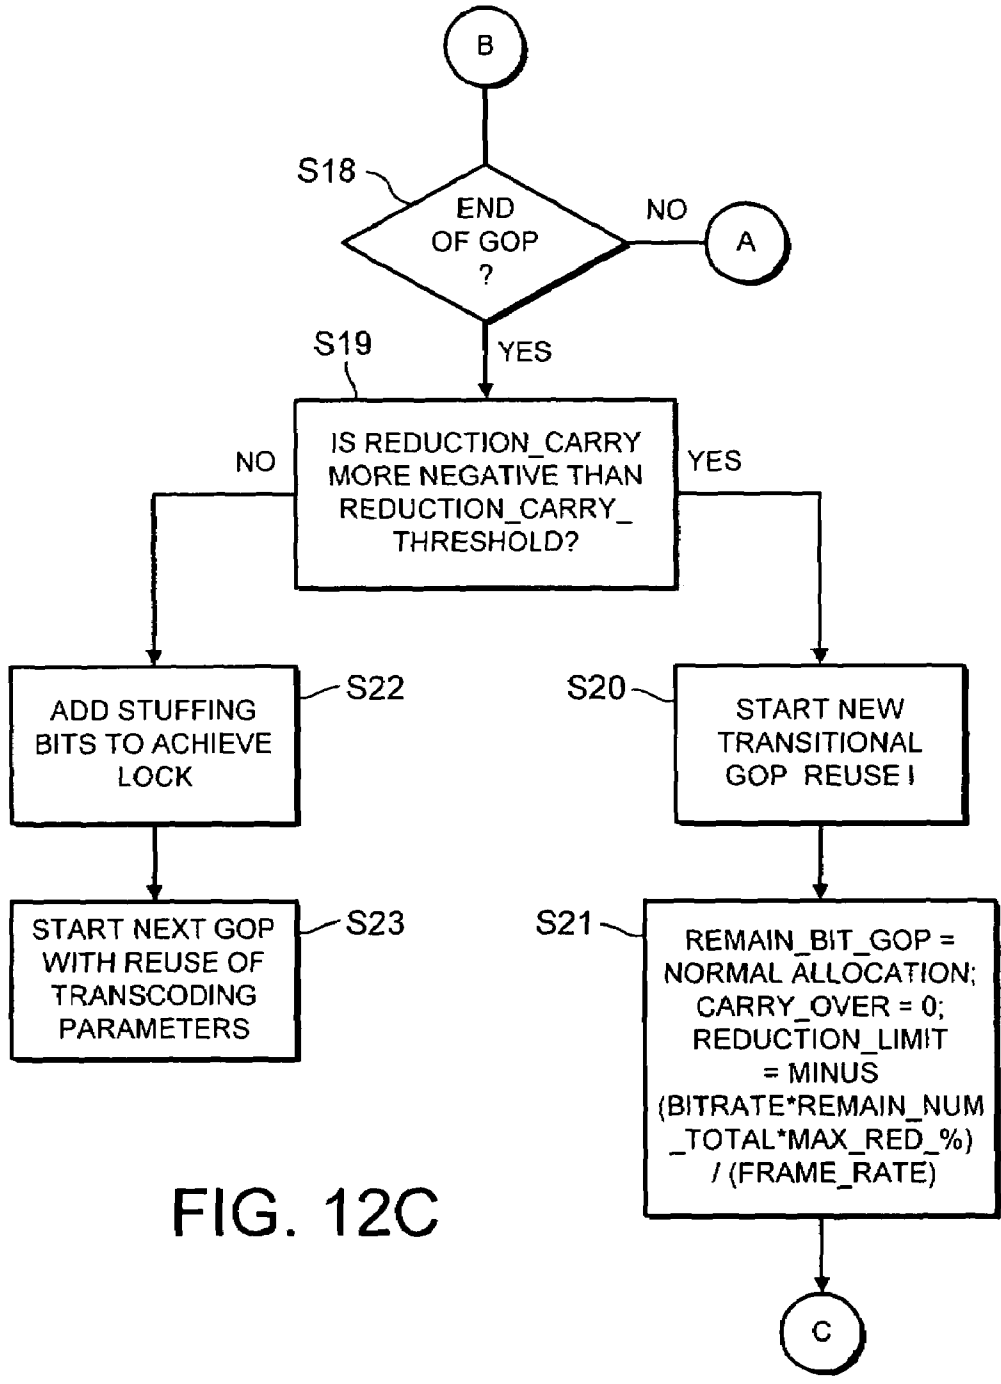 B
S18
END
OF GOP
?
NO
A
YES
S19
IS REDUCTION_CARRY
MORE NEGATIVE THAN
REDUCTION_CARRY_
THRESHOLD?
NO
YES
ADD STUFFING
BITS TO ACHIEVE
LOCK
S22
S20
START NEW
TRANSITIONAL
GOP REUSE I
START NEXT GOP
WITH REUSE OF
TRANSCODING
PARAMETERS
S23
S21
REMAIN_BIT_GOP =
NORMAL ALLOCATION;
CARRY_OVER = 0;
REDUCTION_LIMIT
= MINUS
(BITRATE*REMAIN_NUM
_TOTAL*MAX_RED_%)
/ (FRAME_RATE)
FIG. 12C
C